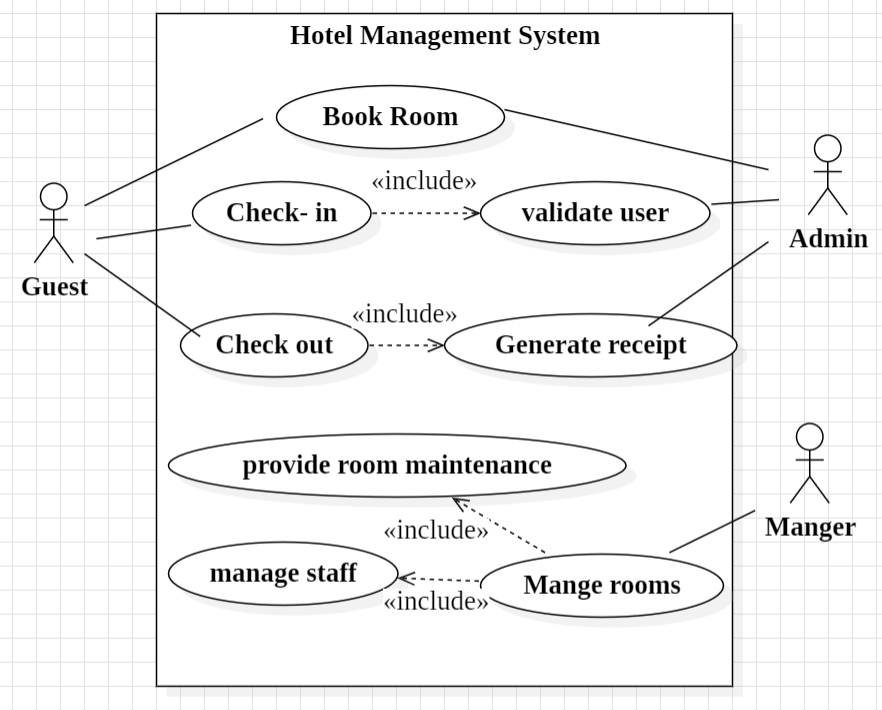 Hotel Management System
Book Room
«include»
Check- in
validate user
Admin
Guest
«include»
Check out
Generate receipt
provide room maintenance
«include»
Manger
manage staff
Mange rooms
«include»